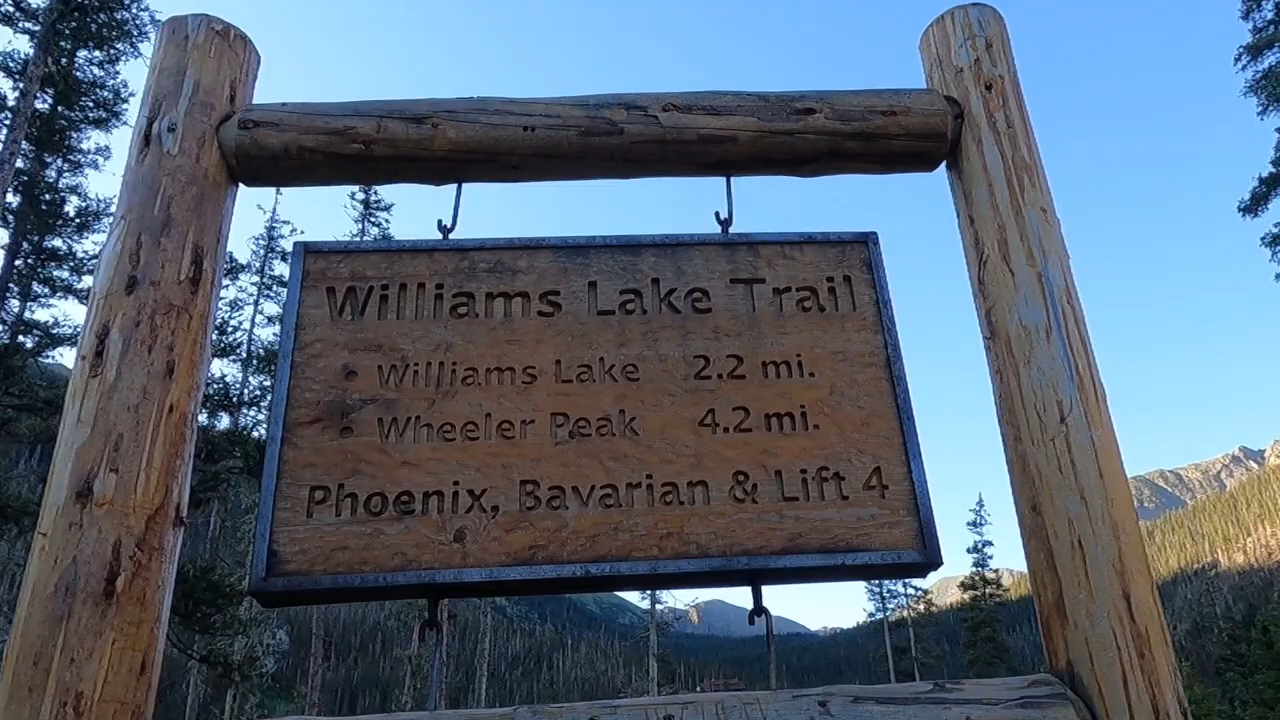 Williams Lake Trail
• Williams Lake 2.2 mi.
• Wheeler Peak 4.2 mi.
Phoenix, Bavarian & Lift 4